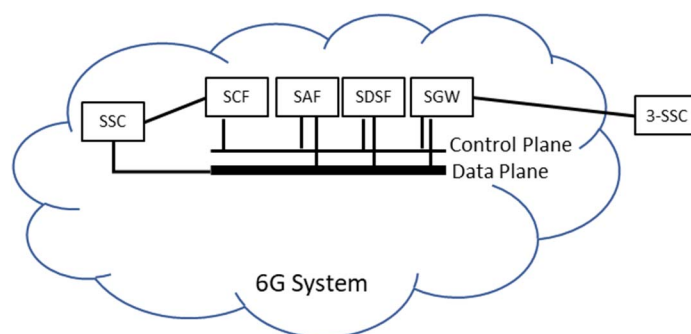 SCF
SAF
SDSF
SGW
SSC
3-SSC
Control Plane
Data Plane
6G System